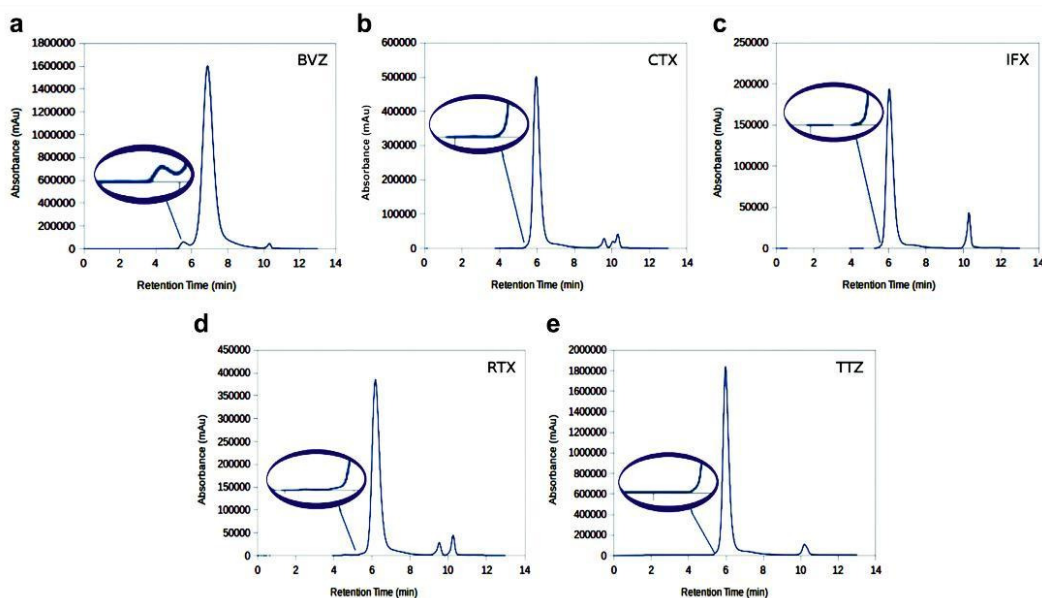 a
BVZ
Absorbance (mAu)
1800000
1600000
1400000
1200000
1000000
800000
600000
400000
200000
0
0 2 4 6 8 10 12 14
Retention Time (min)
b
CTX
Absorbance (mAu)
600000
500000
400000
300000
200000
100000
0
0 2 4 6 8 10 12 14
Retention Time (min)
c
IFX
Absorbance (mAu)
250000
200000
150000
100000
50000
0
0 2 4 6 8 10 12 14
Retention Time (min)
d
RTX
Absorbance (mAu)
450000
400000
350000
300000
250000
200000
150000
100000
50000
0
0 2 4 6 8 10 12 14
Retention Time (min)
e
TTZ
Absorbance (mAu)
2000000
1800000
1600000
1400000
1200000
1000000
800000
600000
400000
200000
0
0 2 4 6 8 10 12 14
Retention Time (min)